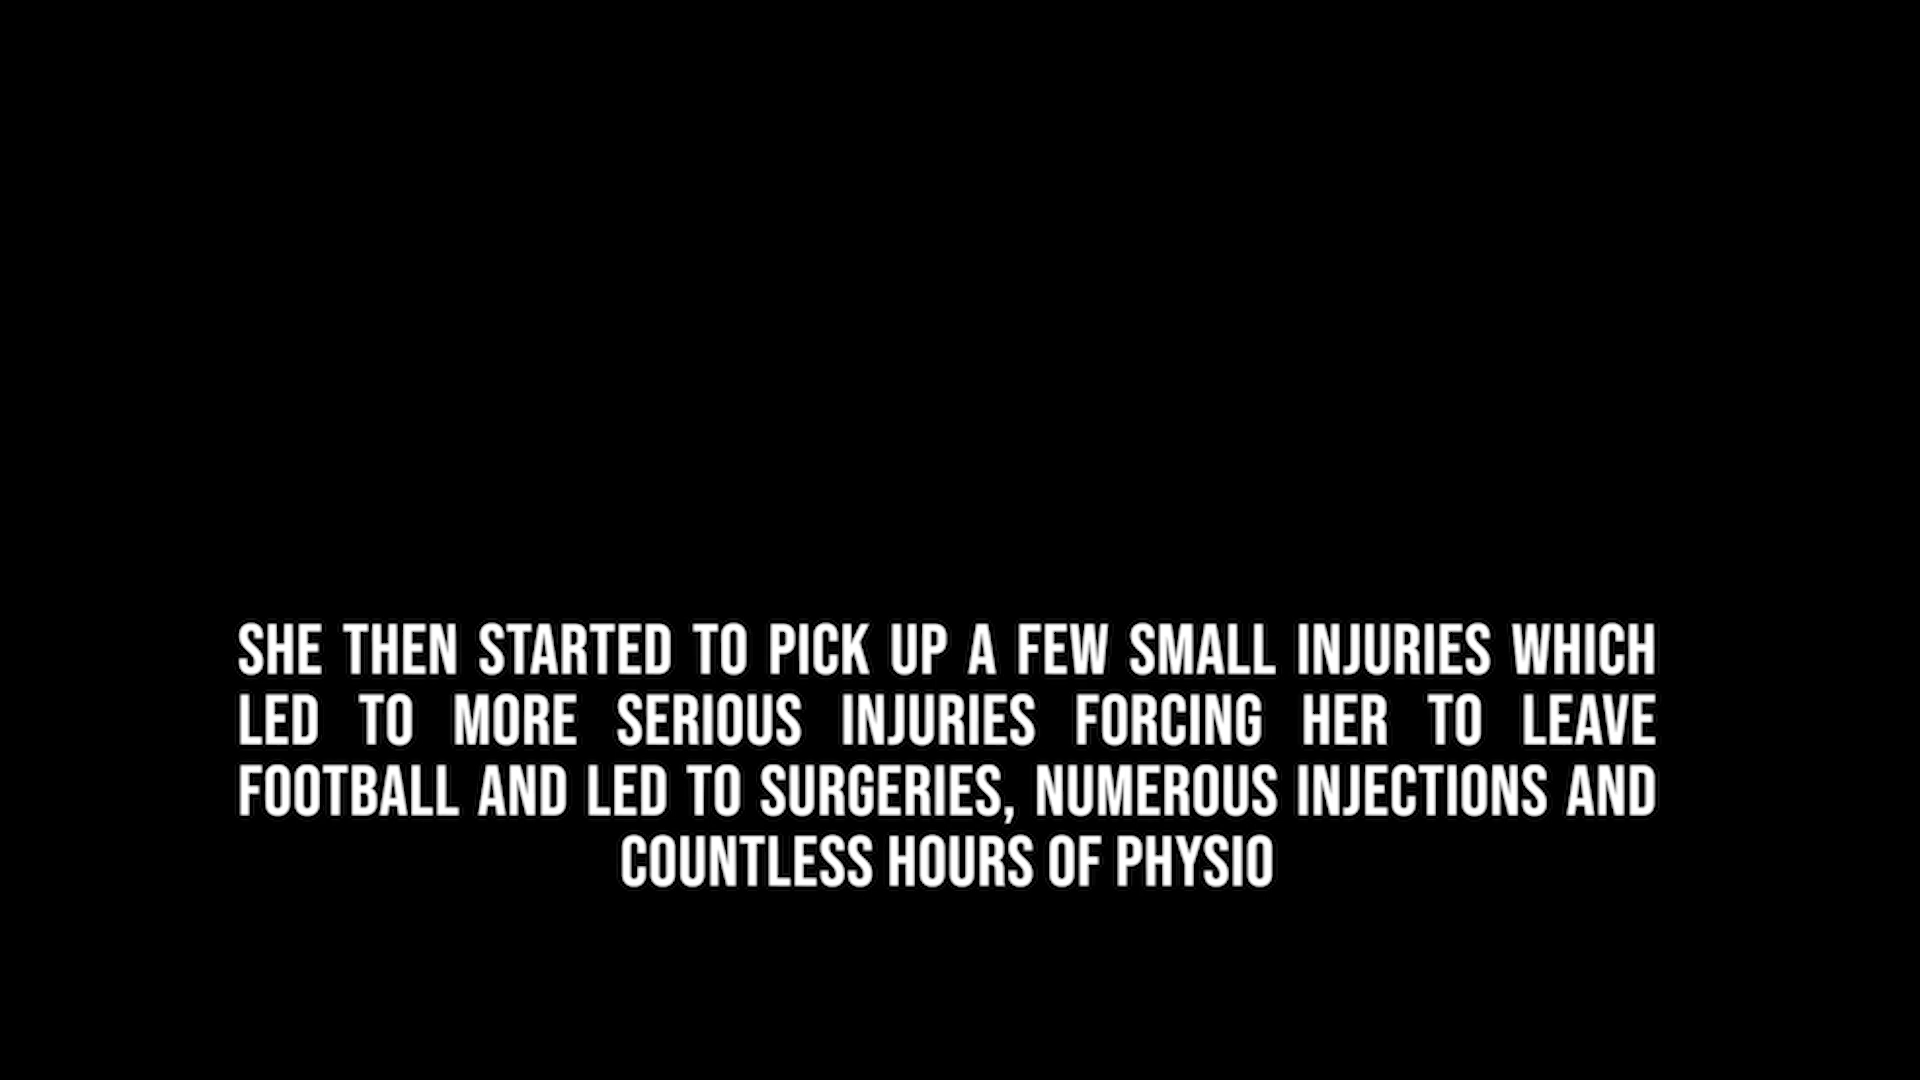 SHE THEN STARTED TO PICK UP A FEW SMALL INJURIES WHICH
LED TO MORE SERIOUS INJURIES FORCING HER TO LEAVE
FOOTBALL AND LED TO SURGERIES, NUMEROUS INJECTIONS AND
COUNTLESS HOURS OF PHYSIO